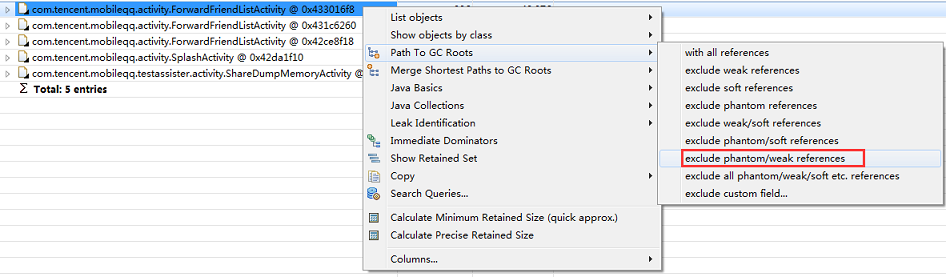 com.tencent.mobileqq.activity.ForwardFriendListActivity @ 0x433016f8
com.tencent.mobileqq.activity.ForwardFriendListActivity @ 0x431c6260
com.tencent.mobileqq.activity.ForwardFriendListActivity @ 0x42ce8f18
com.tencent.mobileqq.activity.SplashActivity @ 0x42da1f10
com.tencent.mobileqq.testassister.activity.ShareDumpMemoryActivity @
Σ Total: 5 entries
List objects
Show objects by class
Path To GC Roots
Merge Shortest Paths to GC Roots
Java Basics
Java Collections
Leak Identification
Immediate Dominators
Show Retained Set
Copy
Search Queries...
Calculate Minimum Retained Size (quick approx.)
Calculate Precise Retained Size
Columns...
with all references
exclude weak references
exclude soft references
exclude phantom references
exclude weak/soft references
exclude phantom/soft references
exclude phantom/weak references
exclude all phantom/weak/soft etc. references
exclude custom field...